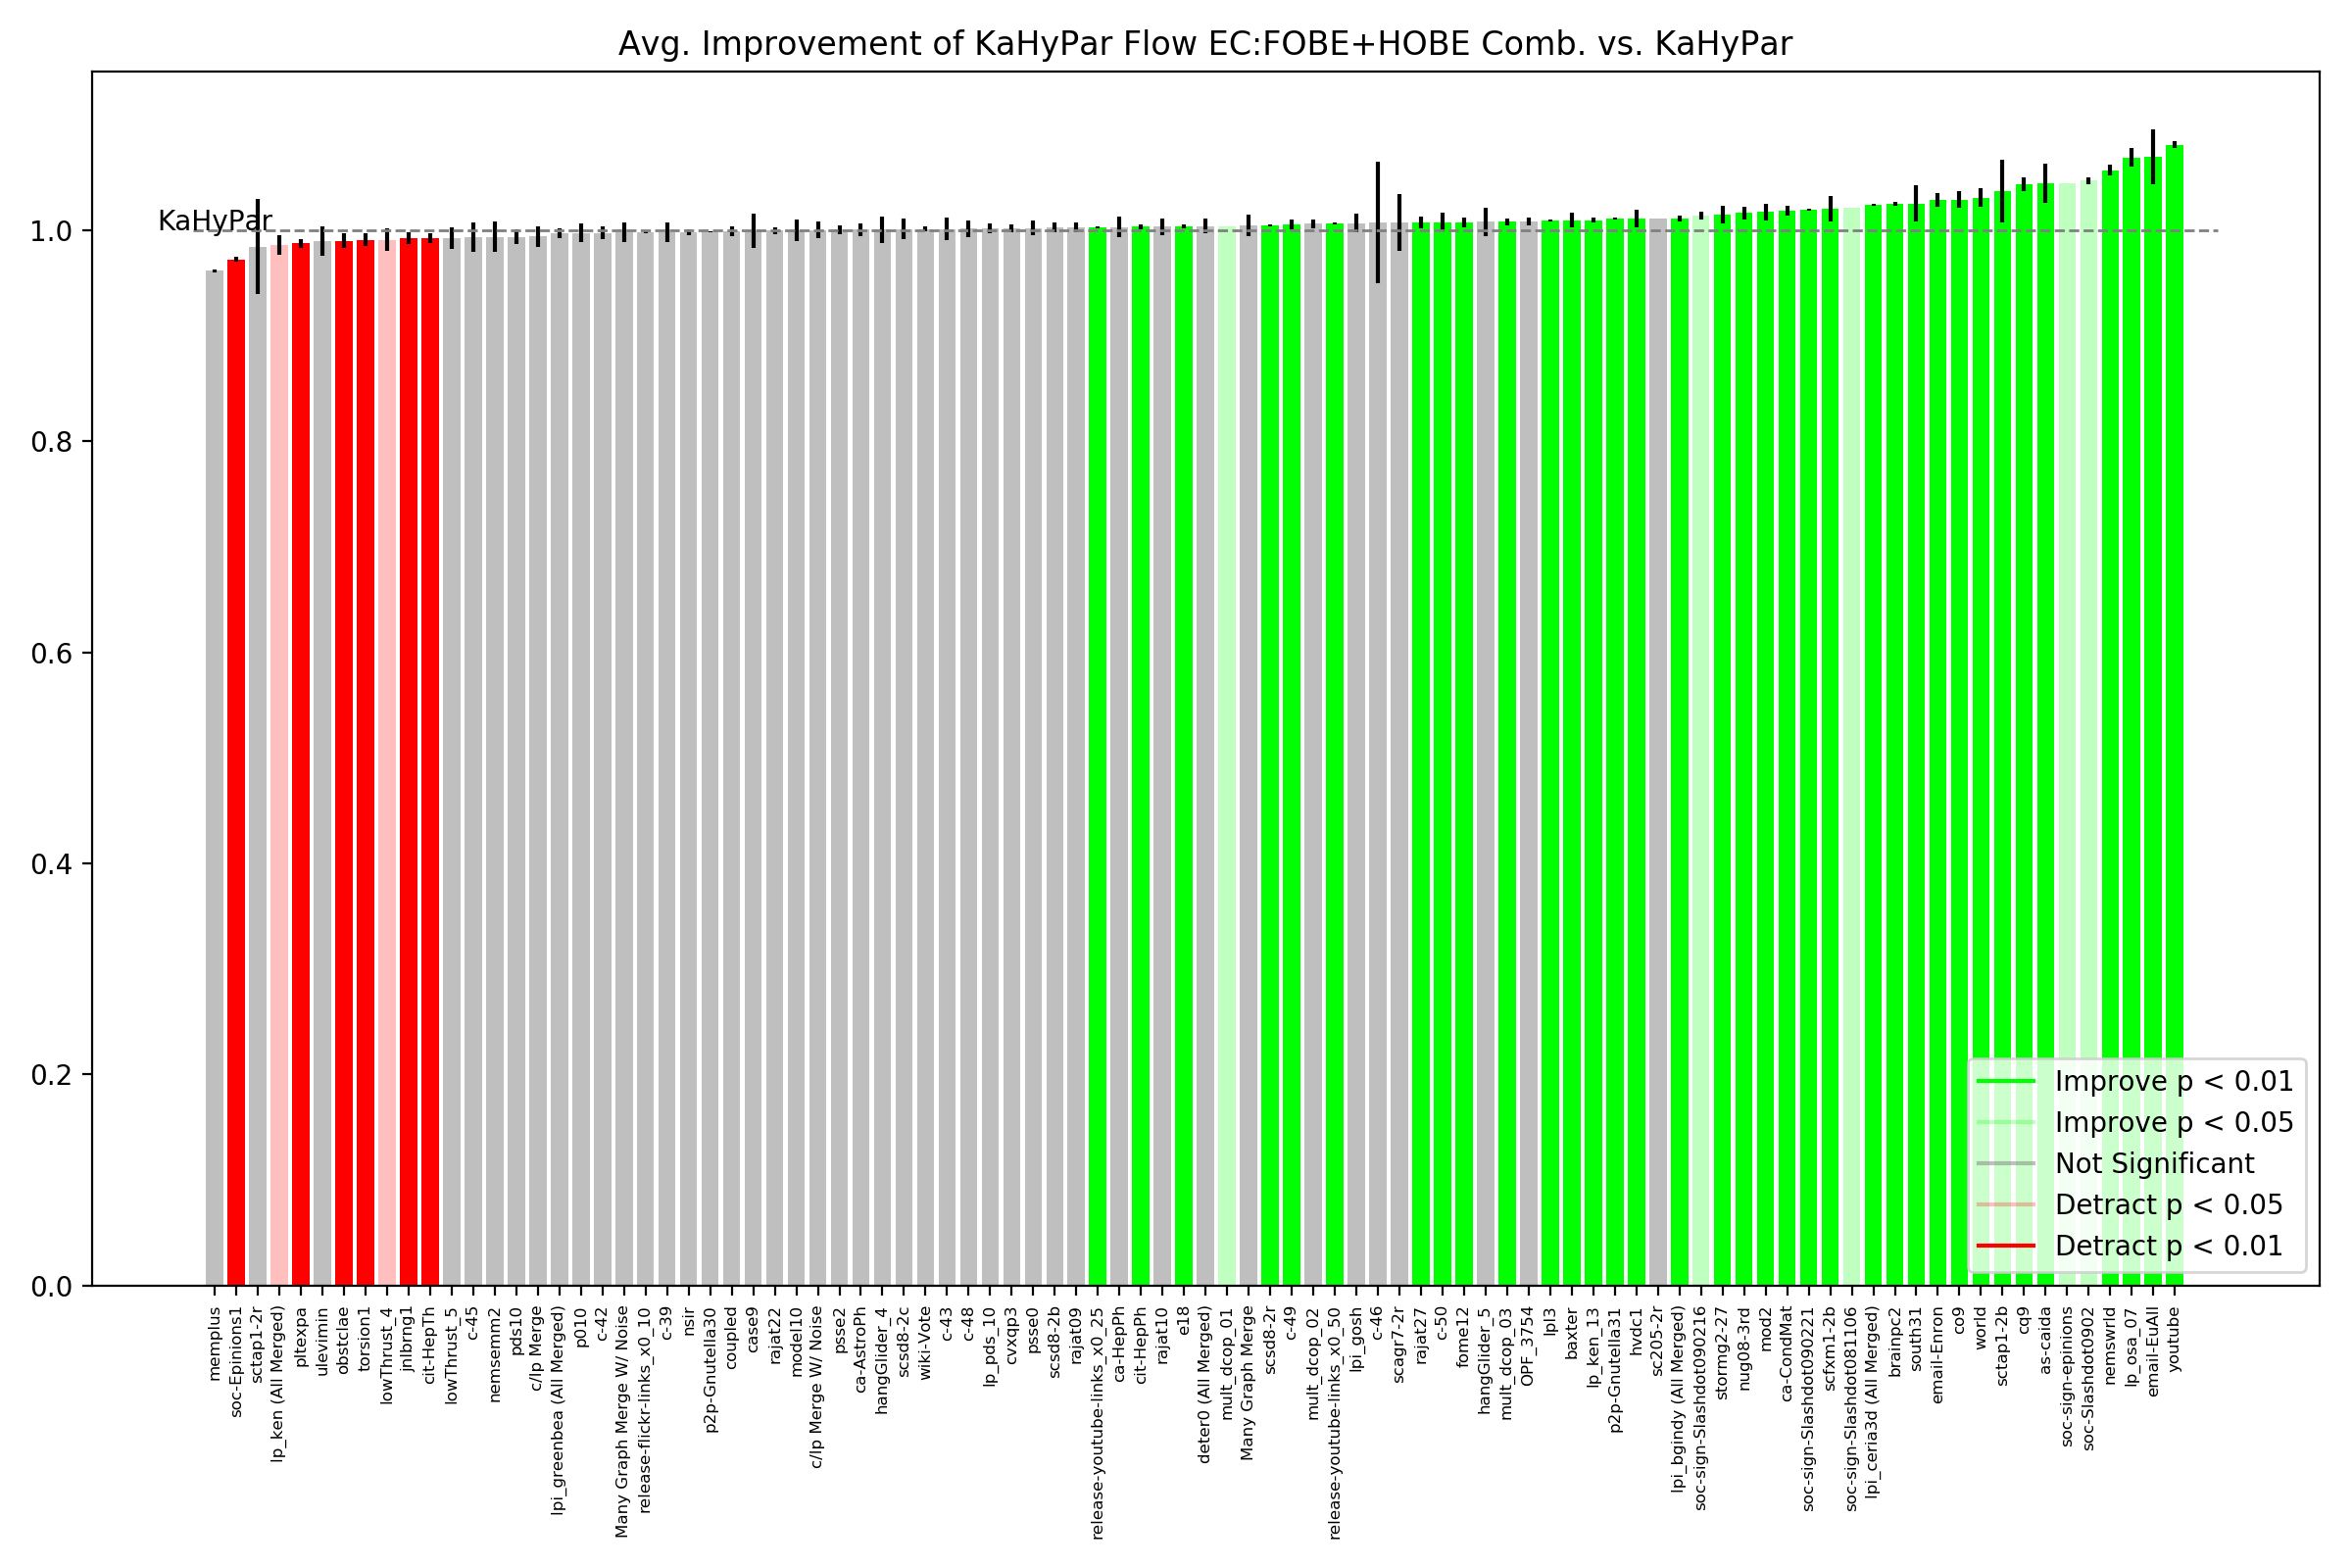 Avg. Improvement of KaHyPar Flow EC:FOBE+HOBE Comb. vs. KaHyPar
KaHyPar
1.0
0.8
0.6
0.4
0.2
0.0
Improve p < 0.01
Improve p < 0.05
Not Significant
Detract p < 0.05
Detract p < 0.01
memplus
soc-Epinions1
sctap1-2r
lp_ken (All Merged)
pltexpa
ulevimin
obstclae
torsion1
lowThrust_4
jnlbrng1
cit-HepTh
lowThrust_5
c-45
nemsemm2
pds10
c/lp Merge
lpi_greenbea (All Merged)
p010
c-42
Many Graph Merge W/ Noise
release-flickr-links_x0_10
c-39
nsir
p2p-Gnutella30
coupled
case9
rajat22
model10
c/lp Merge W/ Noise
psse2
ca-AstroPh
hangGlider_4
scsd8-2c
wiki-Vote
c-43
c-48
lp_pds_10
cvxqp3
psse0
scsd8-2b
rajat09
release-youtube-links_x0_25
ca-HepPh
cit-HepPh
rajat10
e18
deter0 (All Merged)
mult_dcop_01
Many Graph Merge
scsd8-2r
c-49
mult_dcop_02
release-youtube-links_x0_50
lpi_gosh
c-46
scagr7-2r
rajat27
c-50
fome12
hangGlider_5
mult_dcop_03
OPF_3754
lpl3
baxter
lp_ken_13
p2p-Gnutella31
hvdc1
sc205-2r
lpi_bgindy (All Merged)
soc-sign-Slashdot090216
stormg2-27
nug08-3rd
mod2
ca-CondMat
soc-sign-Slashdot090221
scfxm1-2b
soc-sign-Slashdot081106
lpi_ceria3d (All Merged)
brainpc2
south31
email-Enron
co9
world
sctap1-2b
cq9
as-caida
soc-sign-epinions
soc-Slashdot0902
nemswrld
lp_osa_07
email-EuAll
youtube